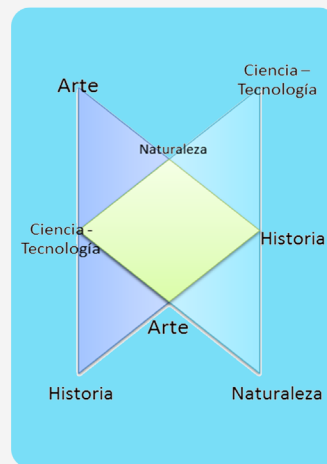 Ciencia –
Tecnología
Arte
Naturaleza
Ciencia -
Tecnología
Historia
Arte
Historia
Naturaleza